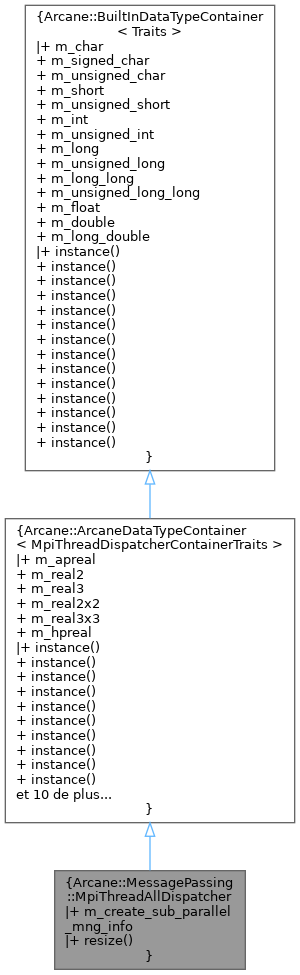 {Arcane::BuiltInDataTypeContainer
< Traits >
|+ m_char
+ m_signed_char
+ m_unsigned_char
+ m_short
+ m_unsigned_short
+ m_int
+ m_unsigned_int
+ m_long
+ m_unsigned_long
+ m_long_long
+ m_unsigned_long_long
+ m_float
+ m_double
+ m_long_double
|+ instance()
+ instance()
+ instance()
+ instance()
+ instance()
+ instance()
+ instance()
+ instance()
+ instance()
+ instance()
+ instance()
+ instance()
+ instance()
+ instance()
}
{Arcane::ArcaneDataTypeContainer
< MpiThreadDispatcherContainerTraits >
|+ m_apreal
+ m_real2
+ m_real3
+ m_real2x2
+ m_real3x3
+ m_hpreal
|+ instance()
+ instance()
+ instance()
+ instance()
+ instance()
+ instance()
+ instance()
+ instance()
+ instance()
+ instance()
et 10 de plus...
}
{Arcane::MessagePassing
::MpiThreadAllDispatcher
|+ m_create_sub_parallel
_mng_info
|+ resize()
}